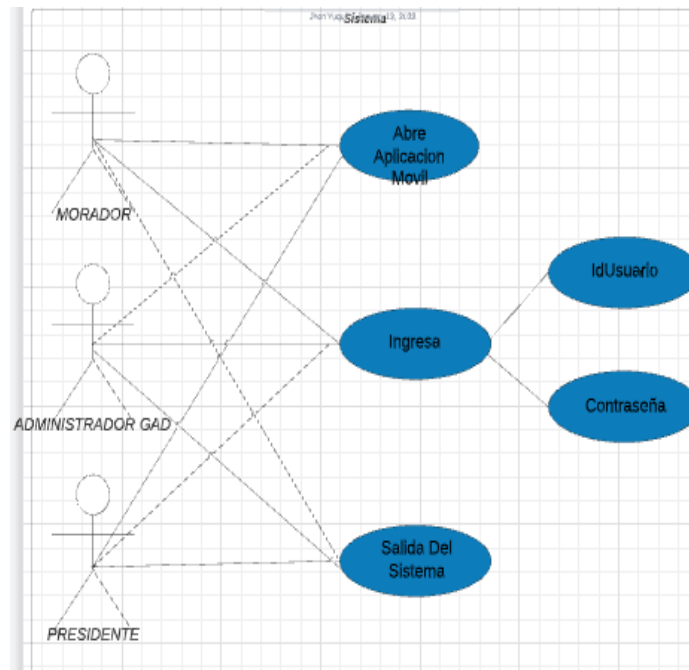 Sistema
Abre
Aplicacion
Movil
MORADOR
IdUsuario
Ingresa
Contraseña
ADMINISTRADOR GAD
Salida Del
Sistema
PRESIDENTE